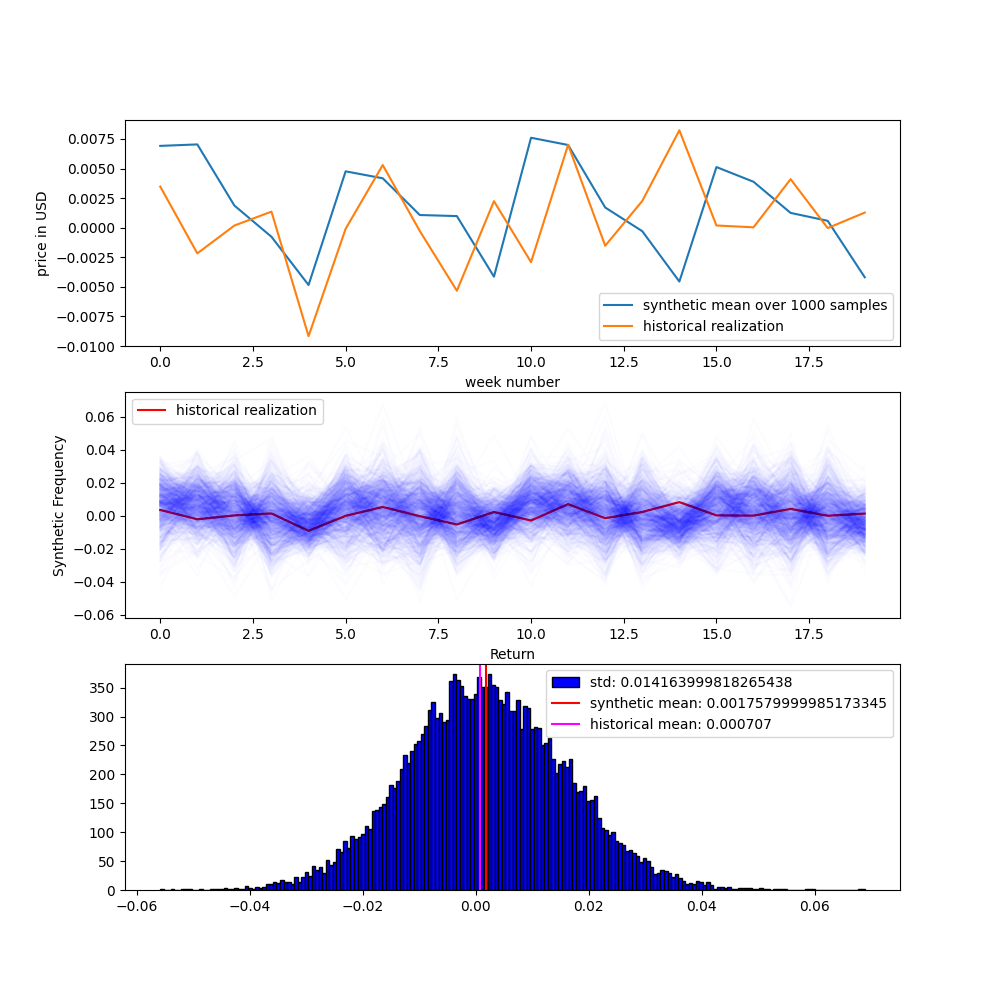 0.0075
0.0050
0.0025
0.0000
−0.0025
−0.0050
−0.0075
−0.0100
price in USD
synthetic mean over 1000 samples
historical realization
0.0 2.5 5.0 7.5 10.0 12.5 15.0 17.5
week number
historical realization
0.06
0.04
0.02
0.00
−0.02
−0.04
−0.06
Synthetic Frequency
0.0 2.5 5.0 7.5 10.0 12.5 15.0 17.5
Return
std: 0.014163999818265438
synthetic mean: 0.0017579999985173345
historical mean: 0.000707
350
300
250
200
150
100
50
0
−0.06 −0.04 −0.02 0.00 0.02 0.04 0.06